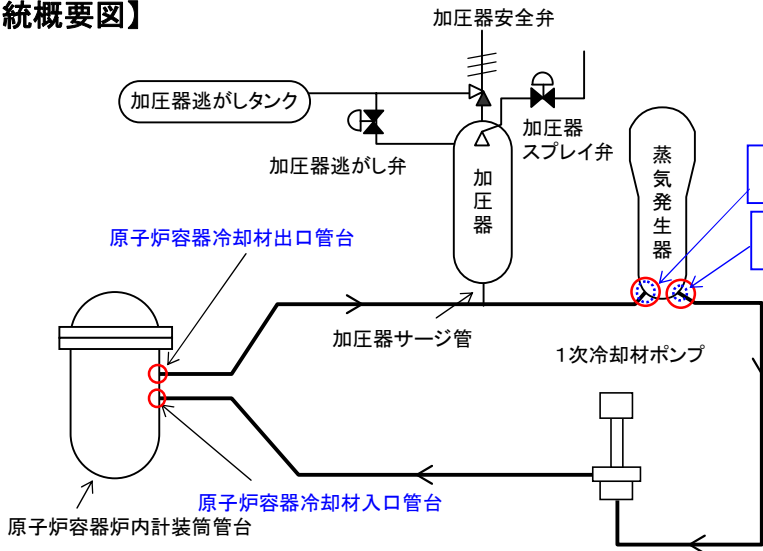 統概要図】
加圧器安全弁
加圧器逃がしタンク
加圧器
スプレイ弁
加圧器逃がし弁
加圧器
蒸気発生器
原子炉容器冷却材出口管台
加圧器サージ管
1次冷却材ポンプ
原子炉容器冷却材入口管台
原子炉容器炉内計装筒管台